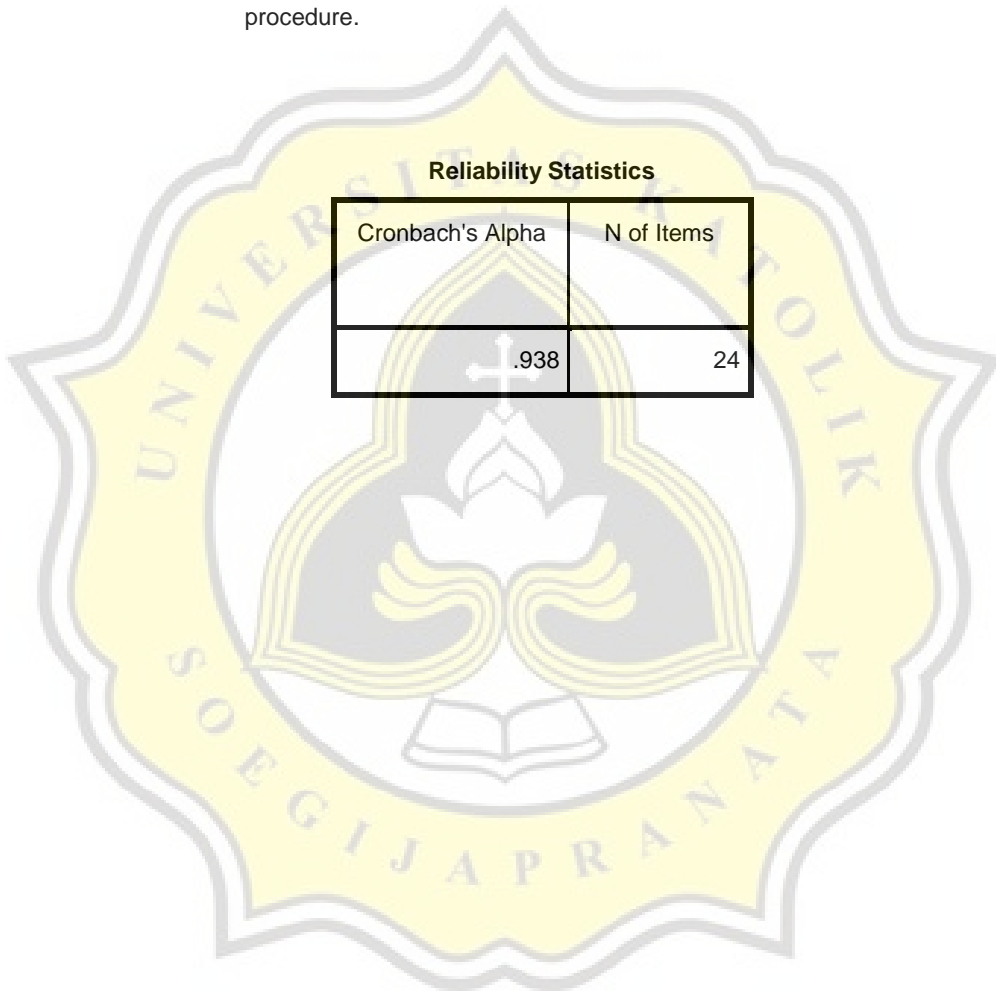 procedure.
Reliability Statistics
Cronbach's Alpha N of Items
.938 24
UNIVERSITAS KATOLIK
SOEGIJAPRANATA